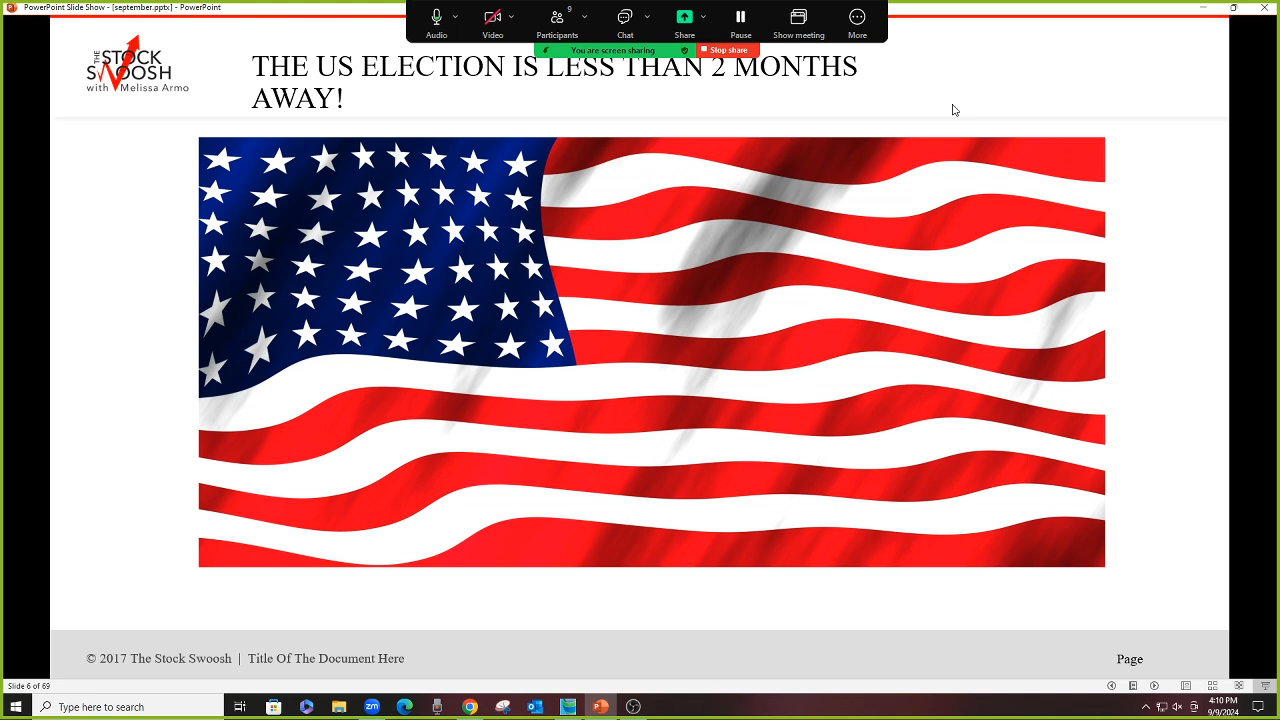 PowerPoint Slide Show - [september.pptx] - PowerPoint
9
Audio
Video
Participants
Chat
Share
Pause
Show meeting
More
You are screen sharing
Stop share
THE STOCK
SWOOSH
with Melissa Armo
THE US ELECTION IS LESS THAN 2 MONTHS
AWAY!
© 2017 The Stock Swoosh | Title Of The Document Here
Page
Slide 6 of 69
Type here to search
zm
4:10 PM
9/9/2024